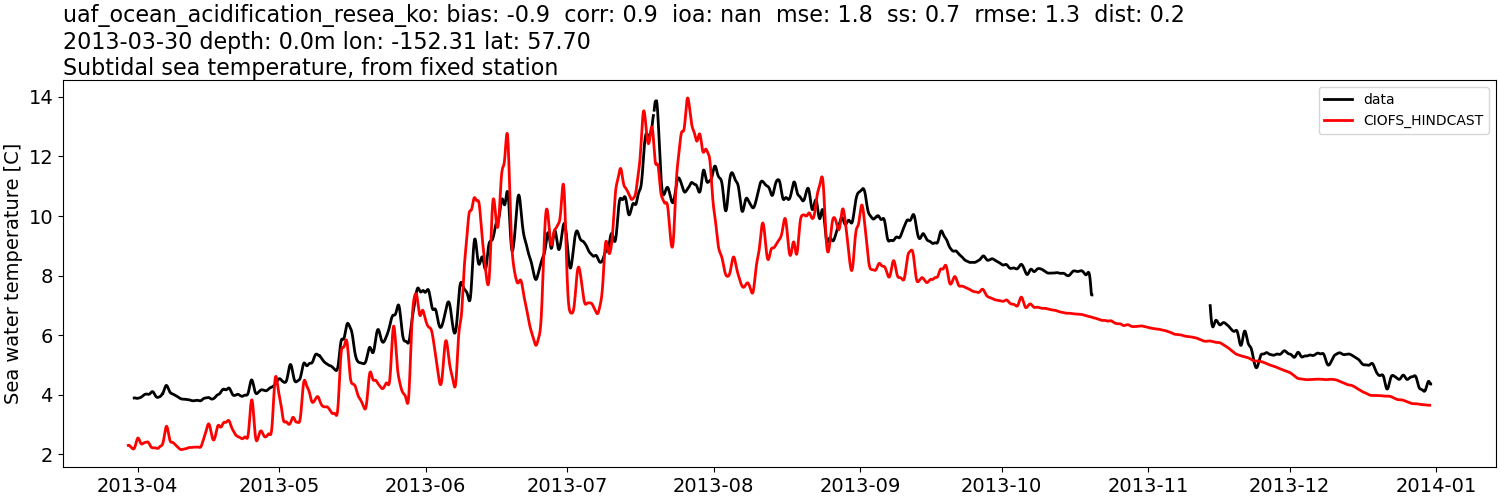 uaf_ocean_acidification_resea_ko: bias: -0.9  corr: 0.9  ioa: nan  mse: 1.8  ss: 0.7  rmse: 1.3  dist: 0.2
2013-03-30 depth: 0.0m lon: -152.31 lat: 57.70
Subtidal sea temperature, from fixed station
data
CIOFS_HINDCAST
Sea water temperature [C]
14
12
10
8
6
4
2
2013-04 2013-05 2013-06 2013-07 2013-08 2013-09 2013-10 2013-11 2013-12 2014-01